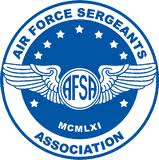 AIR FORCE SERGEANTS
AFSA
MCMLXI
ASSOCIATION